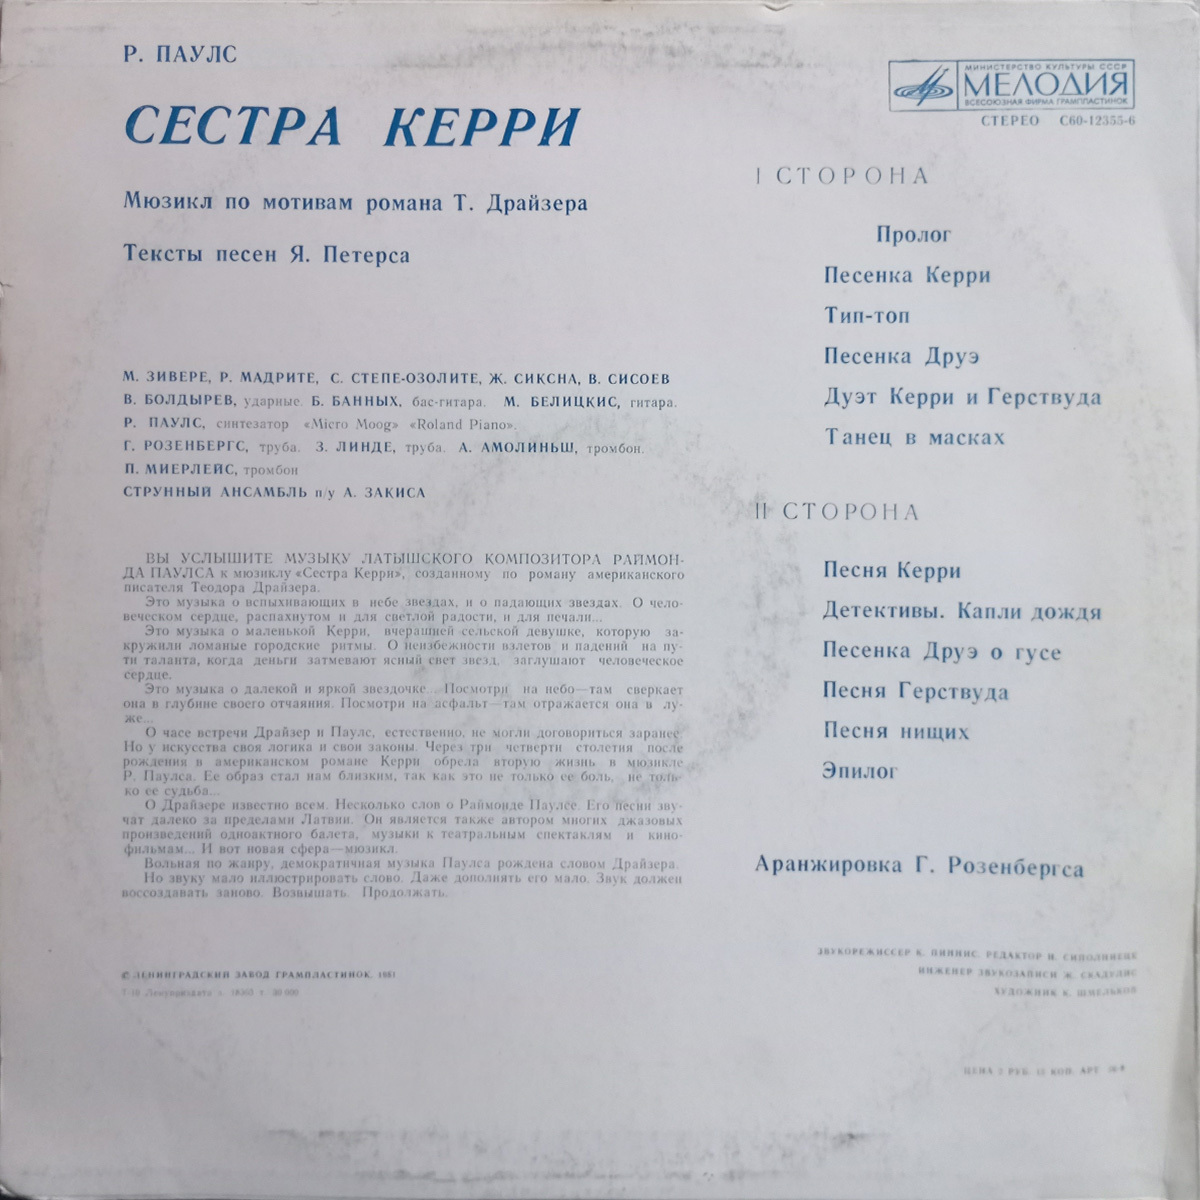 Р. ПАУЛС
СЕСТРА КЕРРИ
Мюзикл по мотивам романа Т. Драйзера
Тексты песен Я. Петерса
М. ЗИВЕРЕ, Р. МАДРИТЕ, С. СТЕПЕ-ОЗОЛИТЕ, Ж. СИКСНА, В. СИСОЕВ
В. БОЛДЫРЕВ, ударные. Б. БАННЫХ, бас-гитара. М. БЕЛИЦКИС, гитара.
Р. ПАУЛС, синтезатор «Micro Moog» «Roland Piano».
Г. РОЗЕНБЕРГС, труба. З. ЛИНДЕ, труба. А. АМОЛИНЬШ, тромбон.
П. МИЕРЛЕЙС, тромбон
СТРУННЫЙ АНСАМБЛЬ п/у А. ЗАКИСА
ВЫ УСЛЫШИТЕ МУЗЫКУ ЛАТЫШСКОГО КОМПОЗИТОРА РАЙМОН-
ДА ПАУЛСА к мюзиклу «Сестра Керри», созданному по роману американского
писателя Теодора Драйзера.
Это музыка о вспыхивающих в небе звездах, и о падающих звездах. О чело-
веческом сердце, распахнутом и для светлой радости, и для печали...
Это музыка о маленькой Керри, вчерашней сельской девушке, которую за-
кружили ломаные городские ритмы. О неизбежности взлетов и падений на пу-
ти таланта, когда деньги затмевают ясный свет звезд, заглушают человеческое
сердце.
Это музыка о далекой и яркой звездочке... Посмотри на небо—там сверкает
она в глубине своего отчаяния. Посмотри на асфальт—там отражается она в лу-
же...
О часе встречи Драйзер и Паулс, естественно, не могли договориться заранее.
Но у искусства своя логика и свои законы. Через три четверти столетия после
рождения в американском романе Керри обрела вторую жизнь в мюзикле
Р. Паулса. Ее образ стал нам близким, так как это не только ее боль, не толь-
ко ее судьба...
О Драйзере известно всем. Несколько слов о Раймонде Паулсе. Его песни зву-
чат далеко за пределами Латвии. Он является также автором многих джазовых
произведений одноактного балета, музыки к театральным спектаклям и кино-
фильмам... И вот новая сфера—мюзикл.
Вольная по жанру, демократичная музыка Паулса рождена словом Драйзера.
Но звуку мало иллюстрировать слово. Даже дополнять его мало. Звук должен
воссоздавать заново. Возвышать. Продолжать.
© ЛЕНИНГРАДСКИЙ ЗАВОД ГРАМПЛАСТИНОК, 1981
МИНИСТЕРСТВО КУЛЬТУРЫ СССР
МЕЛОДИЯ
ВСЕСОЮЗНАЯ ФИРМА ГРАМПЛАСТИНОК
СТЕРЕО С60-12355-6
I СТОРОНА
Пролог
Песенка Керри
Тип-топ
Песенка Друэ
Дуэт Керри и Герствуда
Танец в масках
II СТОРОНА
Песня Керри
Детективы. Капли дождя
Песенка Друэ о гусе
Песня Герствуда
Песня нищих
Эпилог
Аранжировка Г. Розенбергса
ЗВУКОРЕЖИССЕР К. ПИННИС. РЕДАКТОР И. СИПОЛНИЕЦЕ
ИНЖЕНЕР ЗВУКОЗАПИСИ Ж. СКАДУЛИС
ХУДОЖНИК К. ШМЕЛЬКОВ